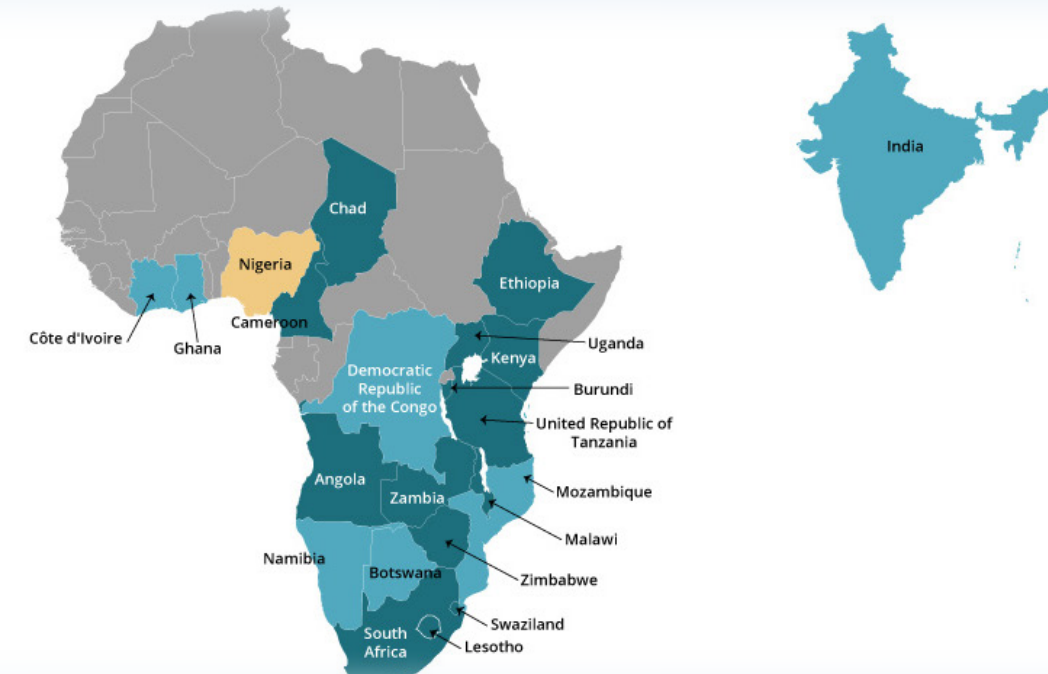 Chad
India
Nigeria
Ethiopia
Cameroon
Côte d'Ivoire
Ghana
Uganda
Kenya
Democratic
Republic
of the Congo
Burundi
United Republic of
Tanzania
Angola
Zambia
Mozambique
Malawi
Namibia
Botswana
Zimbabwe
Swaziland
South
Africa
Lesotho